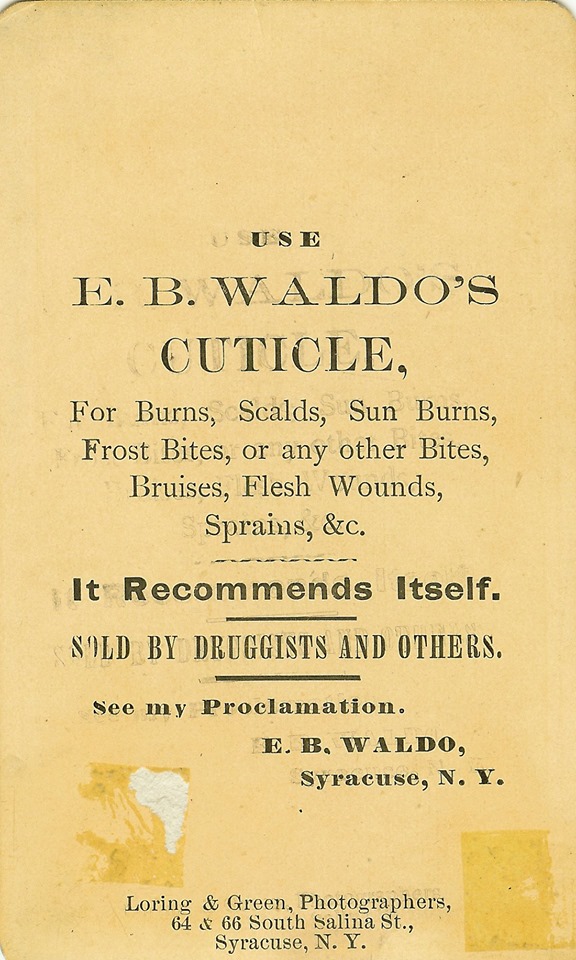 USE
E. B. WALDO'S
CUTICLE,
For Burns, Scalds, Sun Burns,
Frost Bites, or any other Bites,
Bruises, Flesh Wounds,
Sprains, &c.
It Recommends Itself.
SOLD BY DRUGGISTS AND OTHERS.
See my Proclamation.
E. B. WALDO,
Syracuse, N. Y.
Loring & Green, Photographers,
64 & 66 South Salina St.,
Syracuse, N. Y.